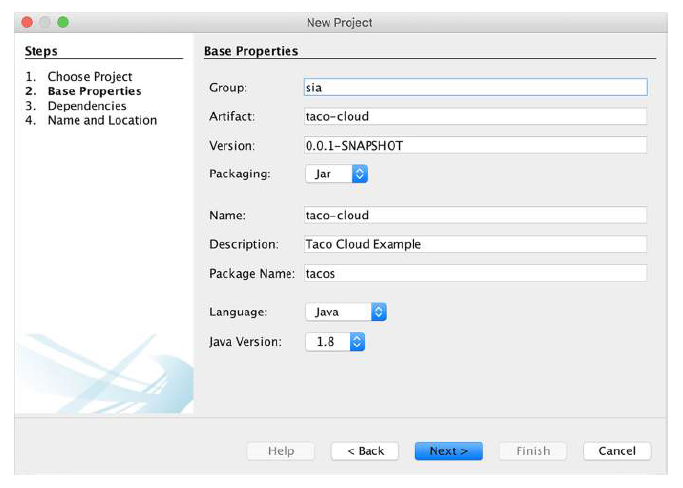 New Project
Steps
1. Choose Project
2. Base Properties
3. Dependencies
4. Name and Location
Base Properties
Group: sia
Artifact: taco-cloud
Version: 0.0.1-SNAPSHOT
Packaging: Jar
Name: taco-cloud
Description: Taco Cloud Example
Package Name: tacos
Language: Java
Java Version: 1.8
Help < Back Next > Finish Cancel